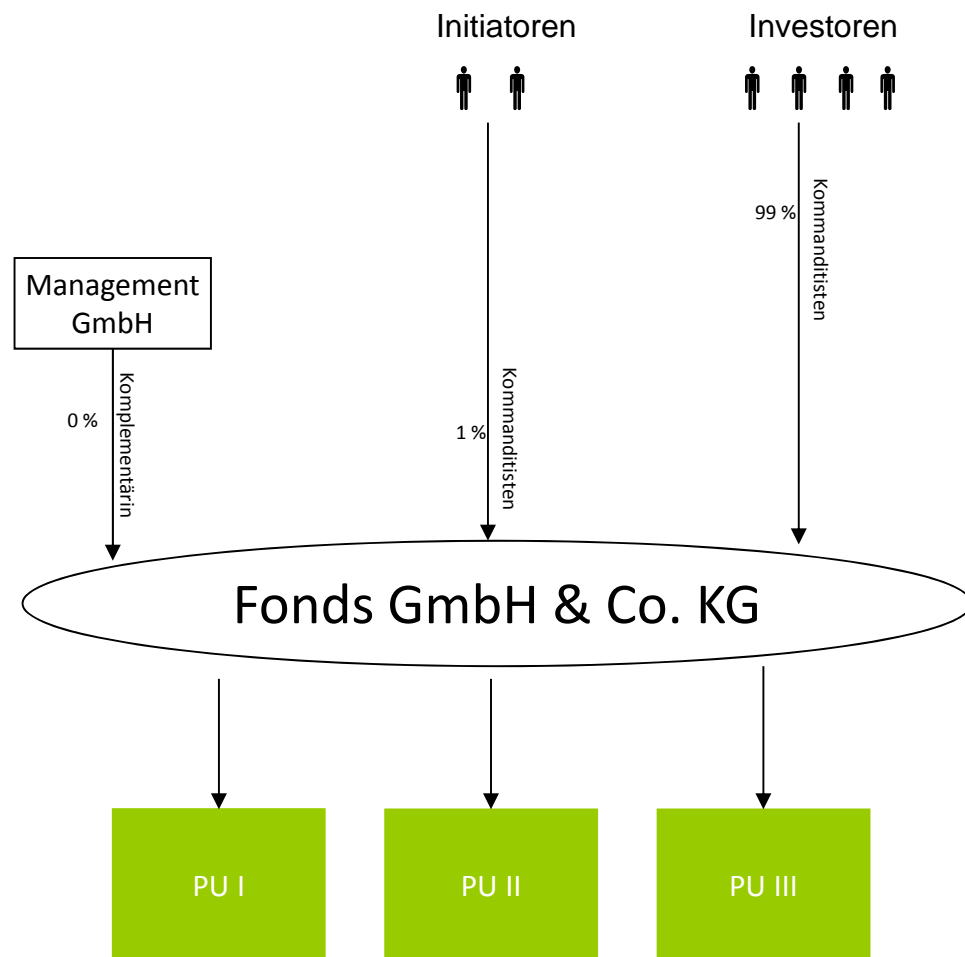 Initiatoren
Investoren
Kommanditisten
99 %
Management
GmbH
Komplementärin
0 %
Kommanditisten
1 %
Fonds GmbH & Co. KG
PU I
PU II
PU III